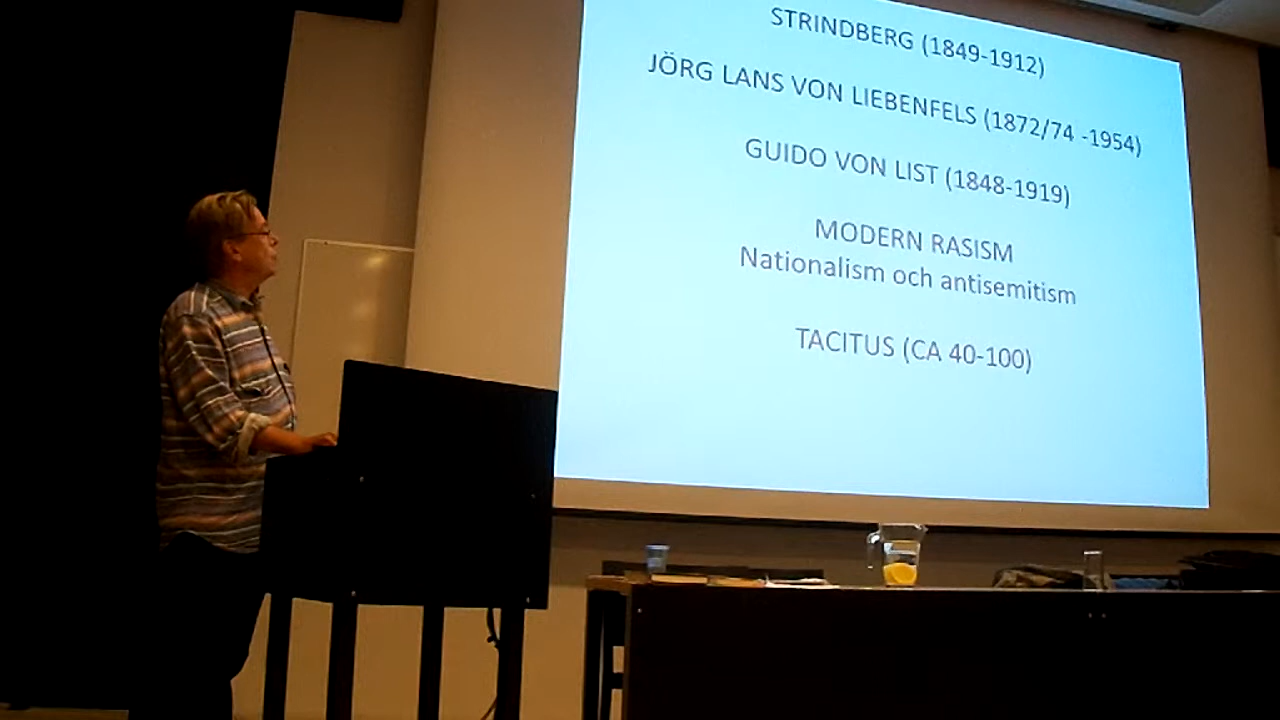 STRINDBERG (1849-1912)
JÖRG LANS VON LIEBENFELS (1872/74 -1954)
GUIDO VON LIST (1848-1919)
MODERN RASISM
Nationalism och antisemitism
TACITUS (CA 40-100)